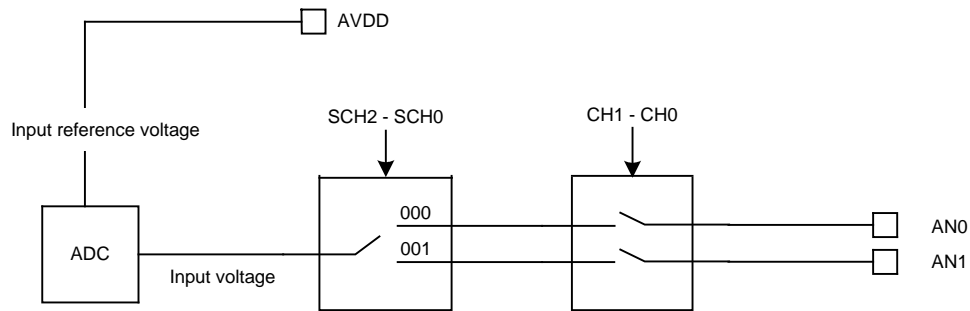 AVDD
SCH2 - SCH0
CH1 - CH0
Input reference voltage
000
001
ADC
Input voltage
AN0
AN1